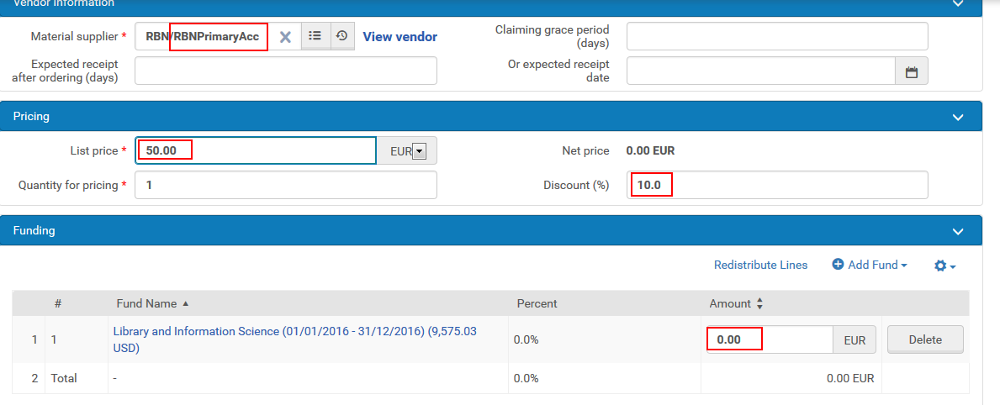 Vendor Information
Material supplier * RBN/RBNPrimaryAcc View vendor Claiming grace period (days)
Expected receipt after ordering (days) Or expected receipt date
Pricing
List price * 50.00 EUR Net price 0.00 EUR
Quantity for pricing * 1 Discount (%) 10.0
Funding
Redistribute Lines Add Fund
# Fund Name Percent Amount
1 1 Library and Information Science (01/01/2016 - 31/12/2016) (9,575.03 USD) 0.0% 0.00 EUR Delete
2 Total - 0.0% 0.00 EUR